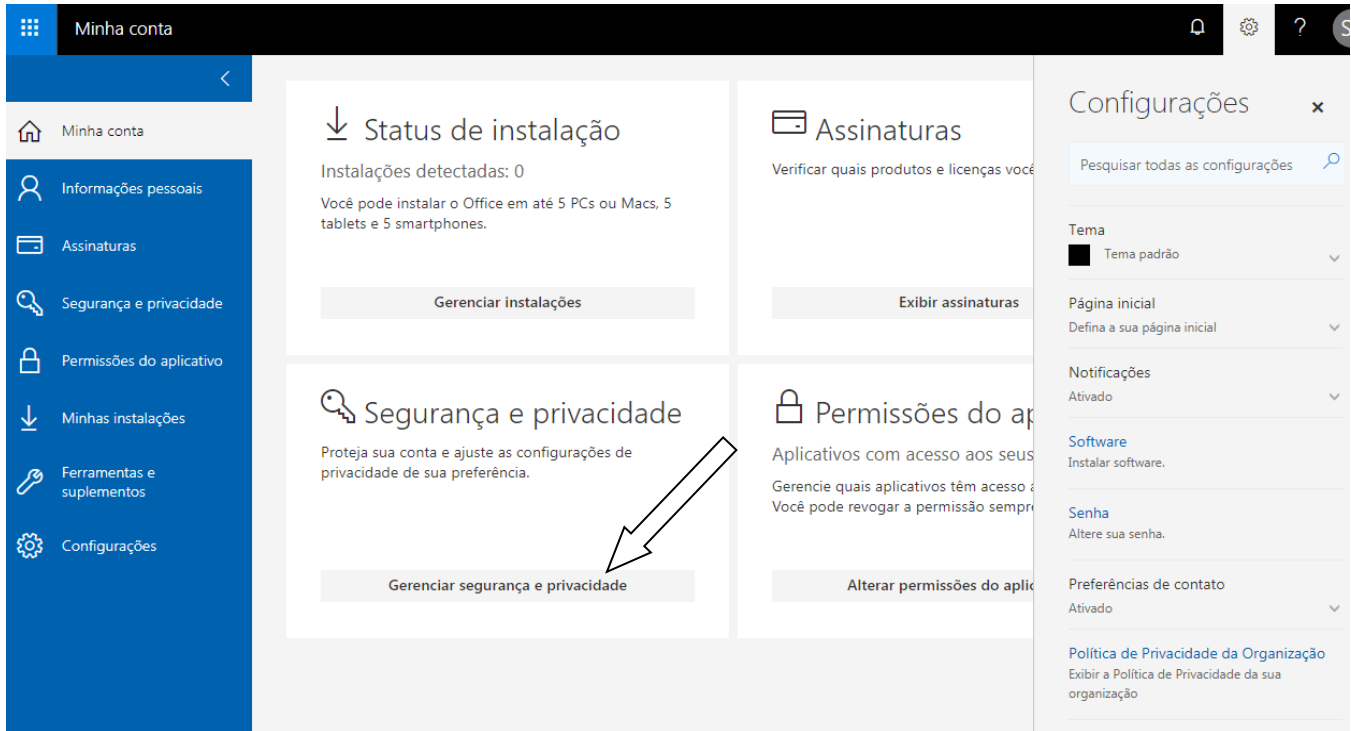 Minha conta
?
S
Minha conta
Informações pessoais
Assinaturas
Segurança e privacidade
Permissões do aplicativo
Minhas instalações
Ferramentas e
suplementos
Configurações
Status de instalação
Instalações detectadas: 0
Você pode instalar o Office em até 5 PCs ou Macs, 5
tablets e 5 smartphones.
Gerenciar instalações
Assinaturas
Verificar quais produtos e licenças você
Exibir assinaturas
Segurança e privacidade
Proteja sua conta e ajuste as configurações de
privacidade de sua preferência.
Gerenciar segurança e privacidade
Permissões do ap
Aplicativos com acesso aos seus
Gerencie quais aplicativos têm acesso a
Você pode revogar a permissão sempre
Alterar permissões do aplic
Configurações
Pesquisar todas as configurações
Tema
Tema padrão
Página inicial
Defina a sua página inicial
Notificações
Ativado
Software
Instalar software.
Senha
Altere sua senha.
Preferências de contato
Ativado
Política de Privacidade da Organização
Exibir a Política de Privacidade da sua
organização